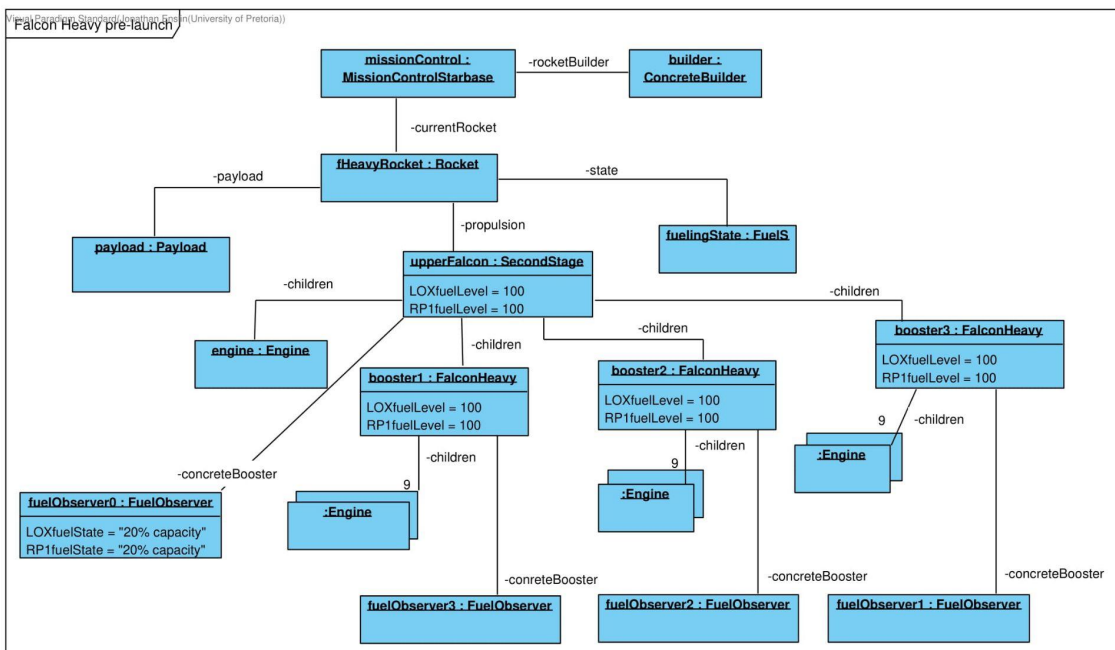 Visual Paradigm Standard(Jonathan Enslin(University of Pretoria))
Falcon Heavy pre-launch
missionControl :
MissionControlStarbase
-rocketBuilder
builder :
ConcreteBuilder
-currentRocket
fHeavyRocket : Rocket
-payload
-state
payload : Payload
-propulsion
fuelingState : FuelS
upperFalcon : SecondStage
LOXfuelLevel = 100
RP1fuelLevel = 100
-children
-children
-children
-children
engine : Engine
booster1 : FalconHeavy
LOXfuelLevel = 100
RP1fuelLevel = 100
booster2 : FalconHeavy
LOXfuelLevel = 100
RP1fuelLevel = 100
booster3 : FalconHeavy
LOXfuelLevel = 100
RP1fuelLevel = 100
-children
9
:Engine
-children
9
:Engine
-children
9
:Engine
-concreteBooster
fuelObserver0 : FuelObserver
LOXfuelState = "20% capacity"
RP1fuelState = "20% capacity"
-conreteBooster
fuelObserver3 : FuelObserver
-concreteBooster
fuelObserver2 : FuelObserver
-concreteBooster
fuelObserver1 : FuelObserver